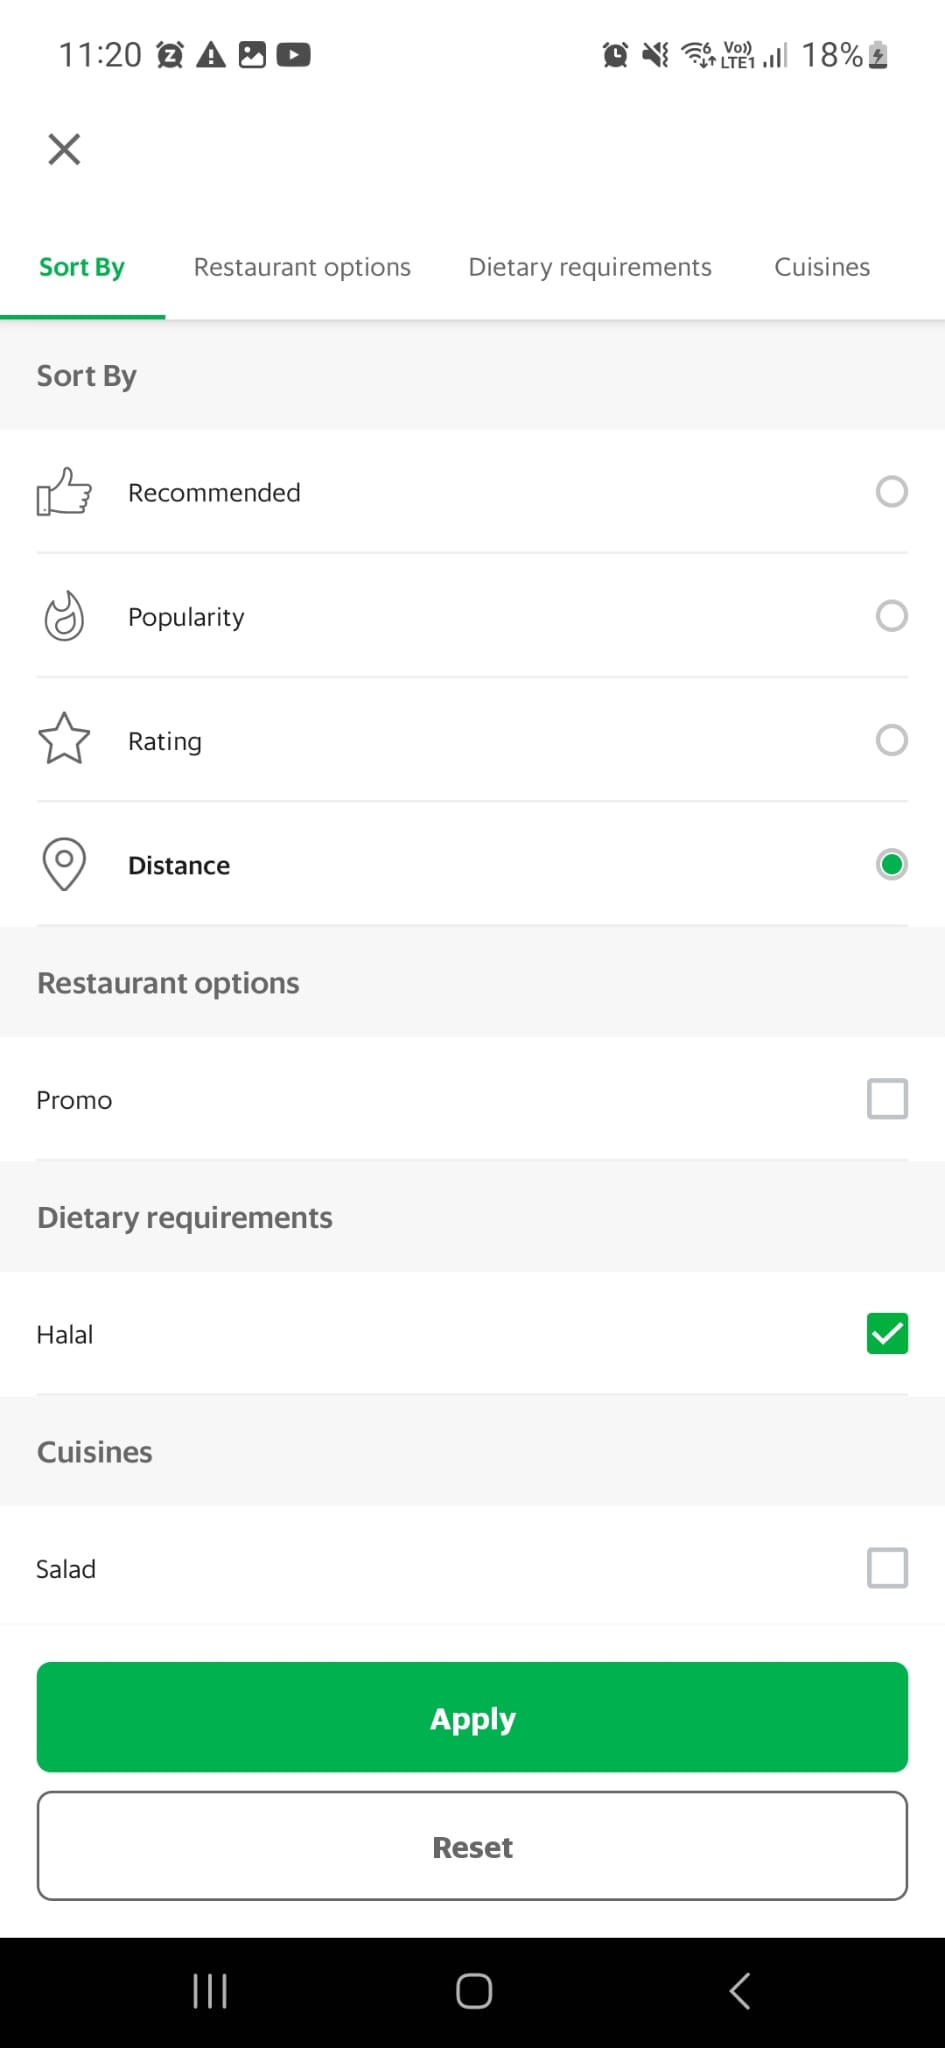 11:20
Vo))
LTE1
18%
Sort By
Restaurant options
Dietary requirements
Cuisines
Sort By
Recommended
Popularity
Rating
Distance
Restaurant options
Promo
Dietary requirements
Halal
Cuisines
Salad
Apply
Reset